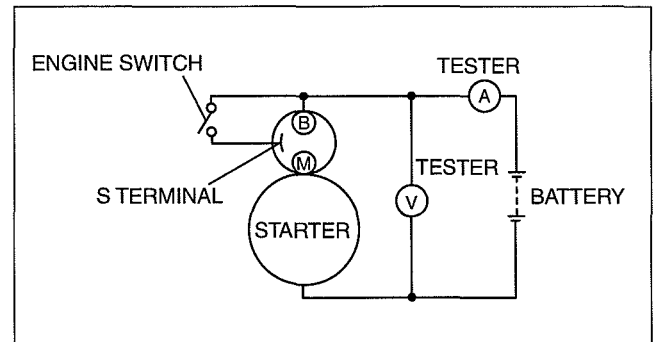 ENGINE SWITCH
TESTER
A
B
M
S TERMINAL
TESTER
V
BATTERY
STARTER